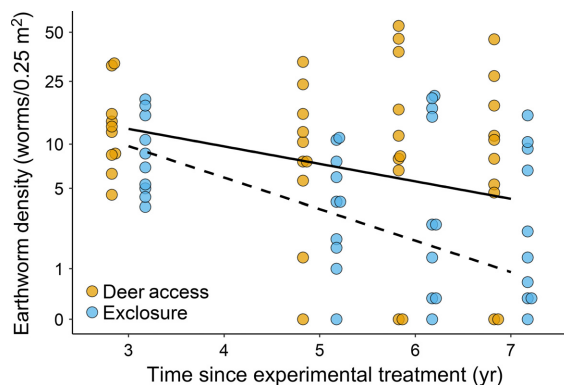 Earthworm density (worms/0.25 m²)
50
25
10
5
1
0
Deer access
Exclosure
3
4
5
6
7
Time since experimental treatment (yr)